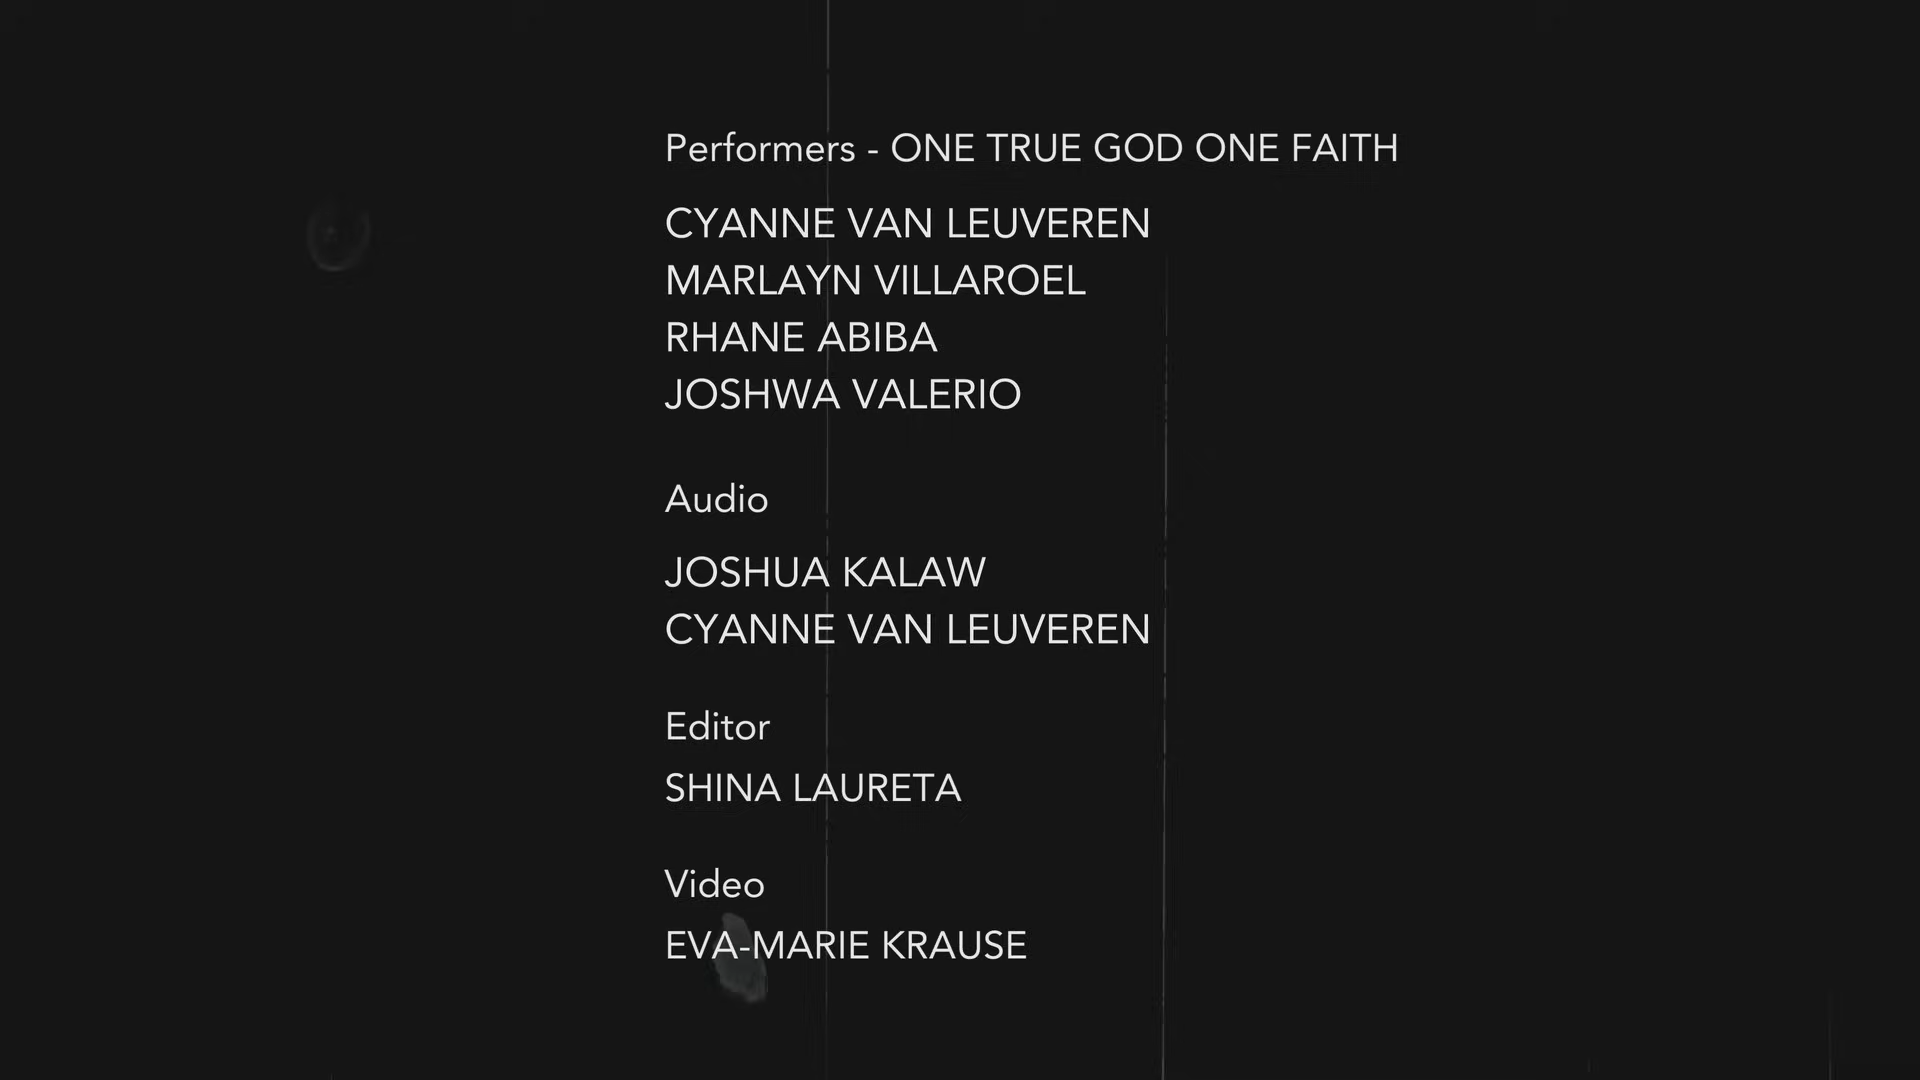 Performers - ONE TRUE GOD ONE FAITH
CYANNE VAN LEUVEREN
MARLAYN VILLAROEL
RHANE ABIBA
JOSHWA VALERIO
Audio
JOSHUA KALAW
CYANNE VAN LEUVEREN
Editor
SHINA LAURETA
Video
EVA-MARIE KRAUSE